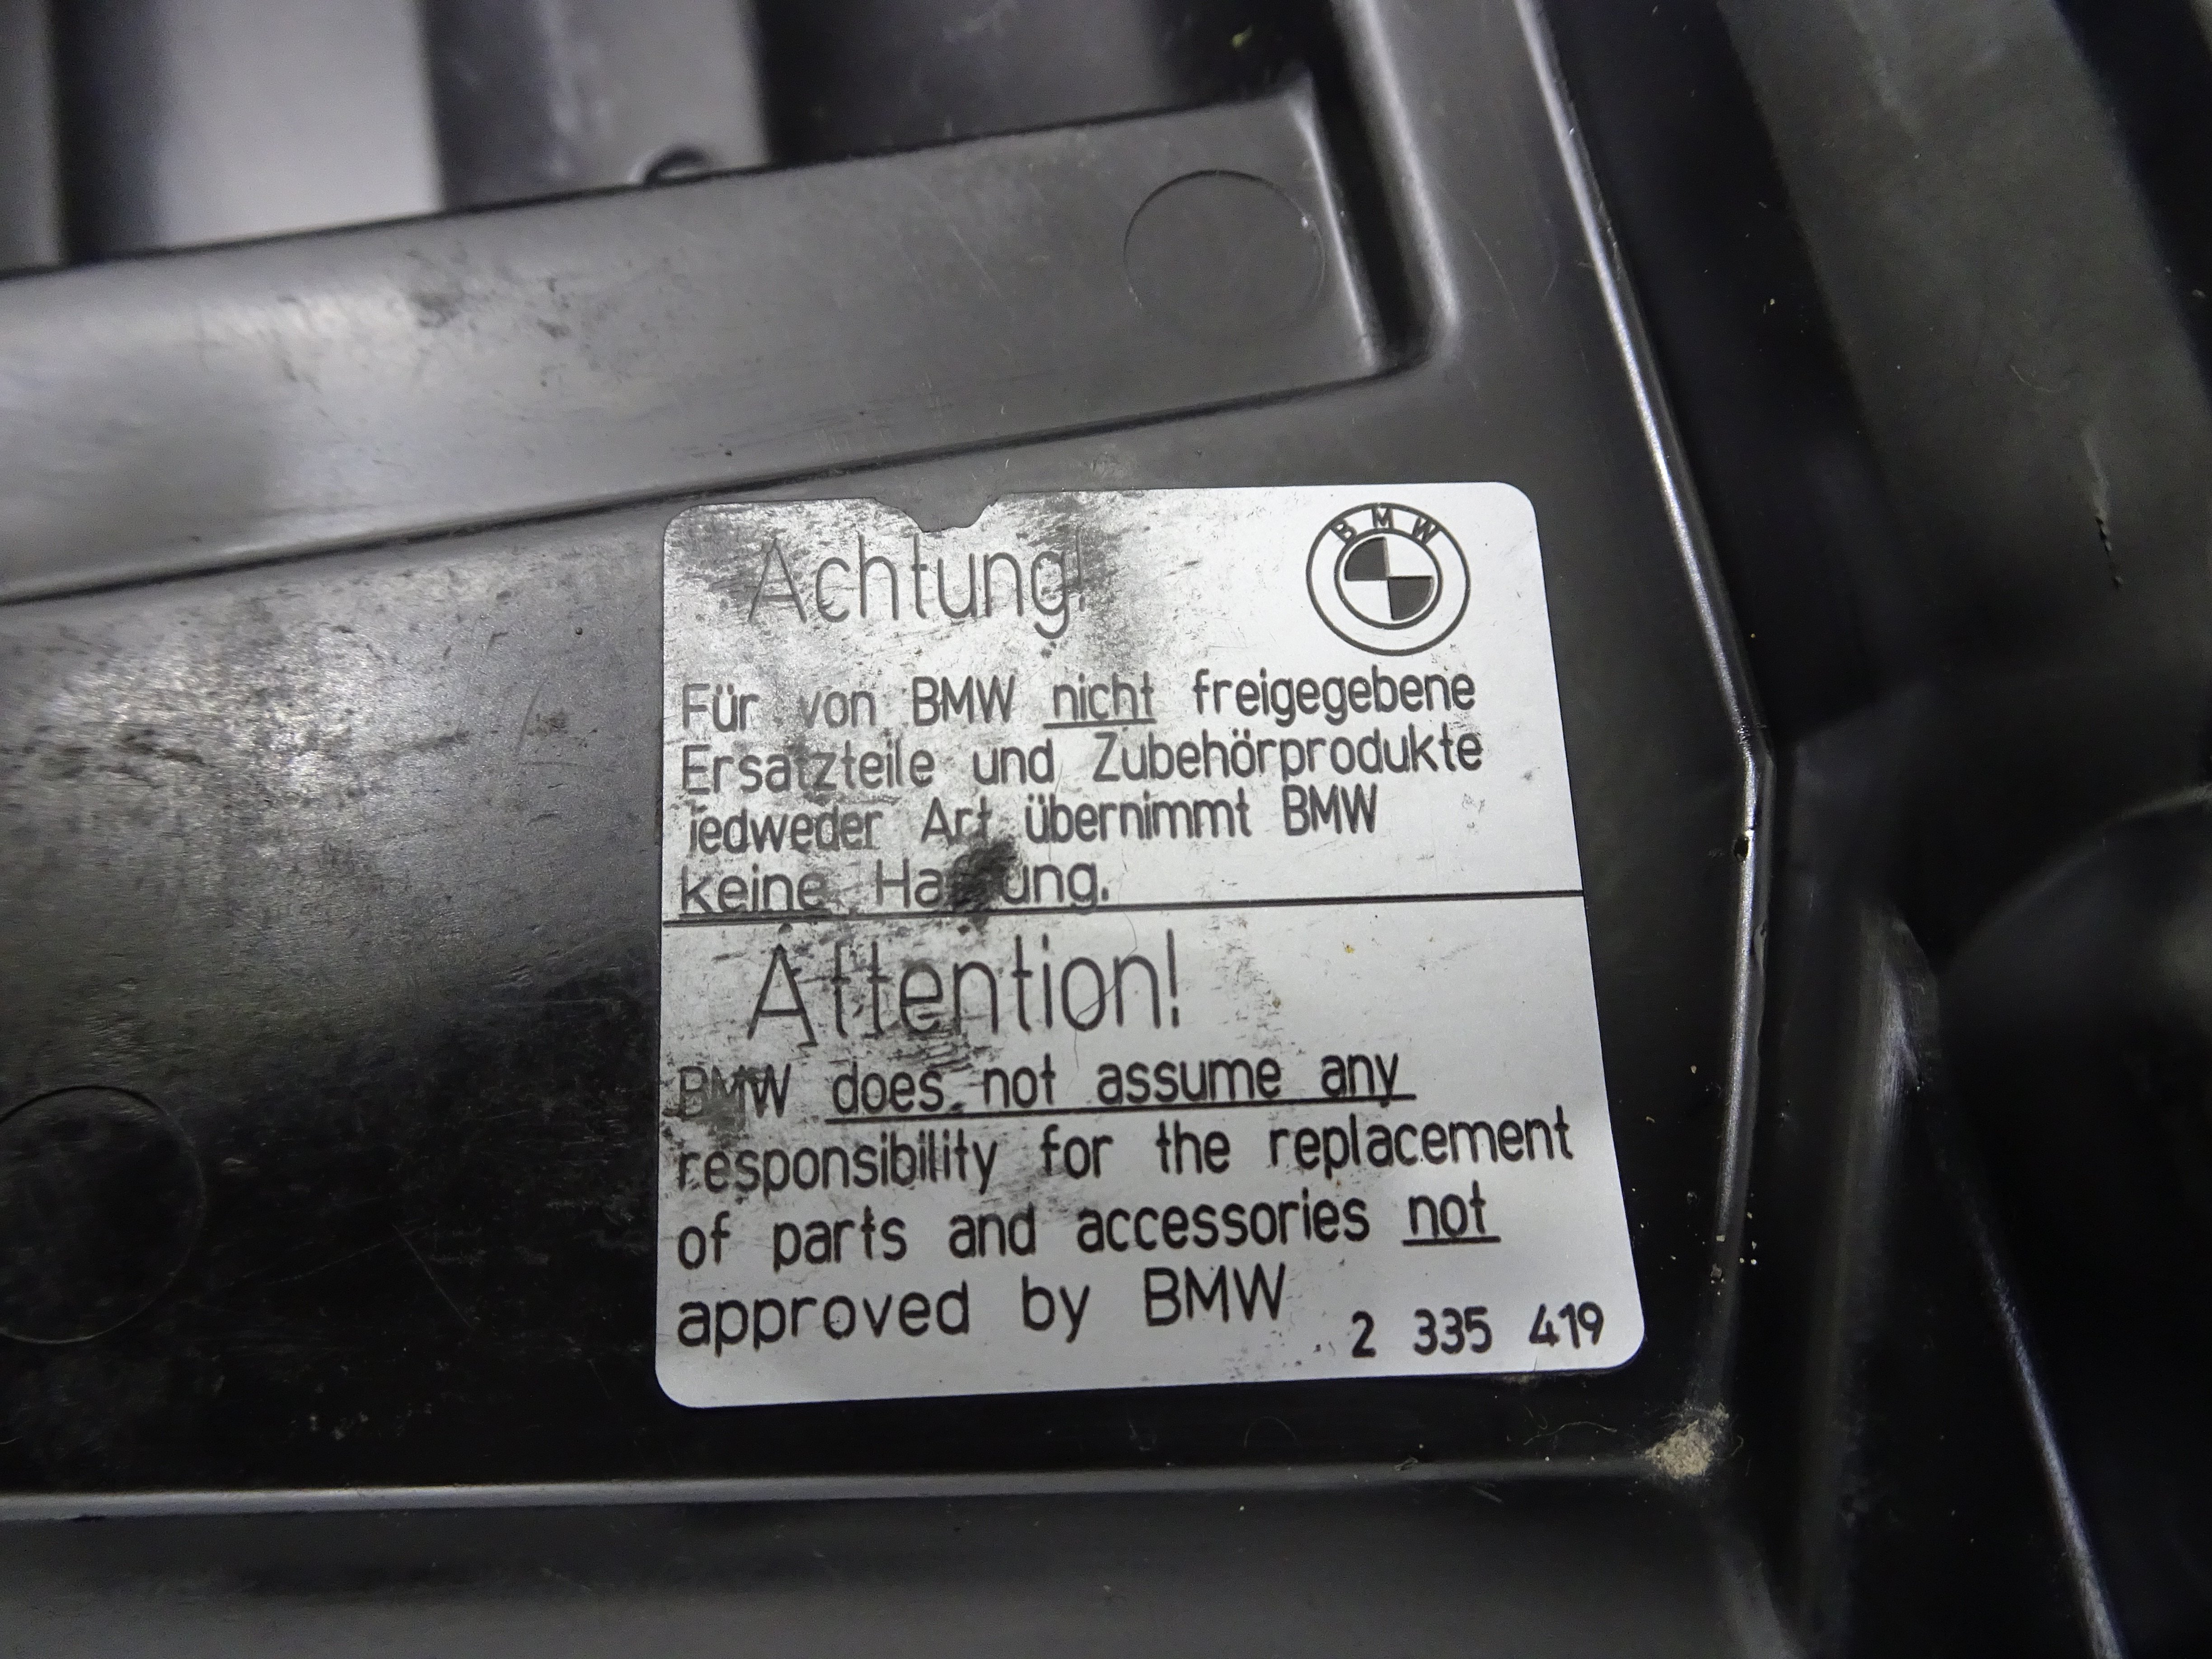 Achtung!
BMW
Für von BMW nicht freigegebene
Ersatzteile und Zubehörprodukte
jedweder Art übernimmt BMW
keine Haftung.
Attention!
BMW does not assume any
responsibility for the replacement
of parts and accessories not
approved by BMW
2 335 419